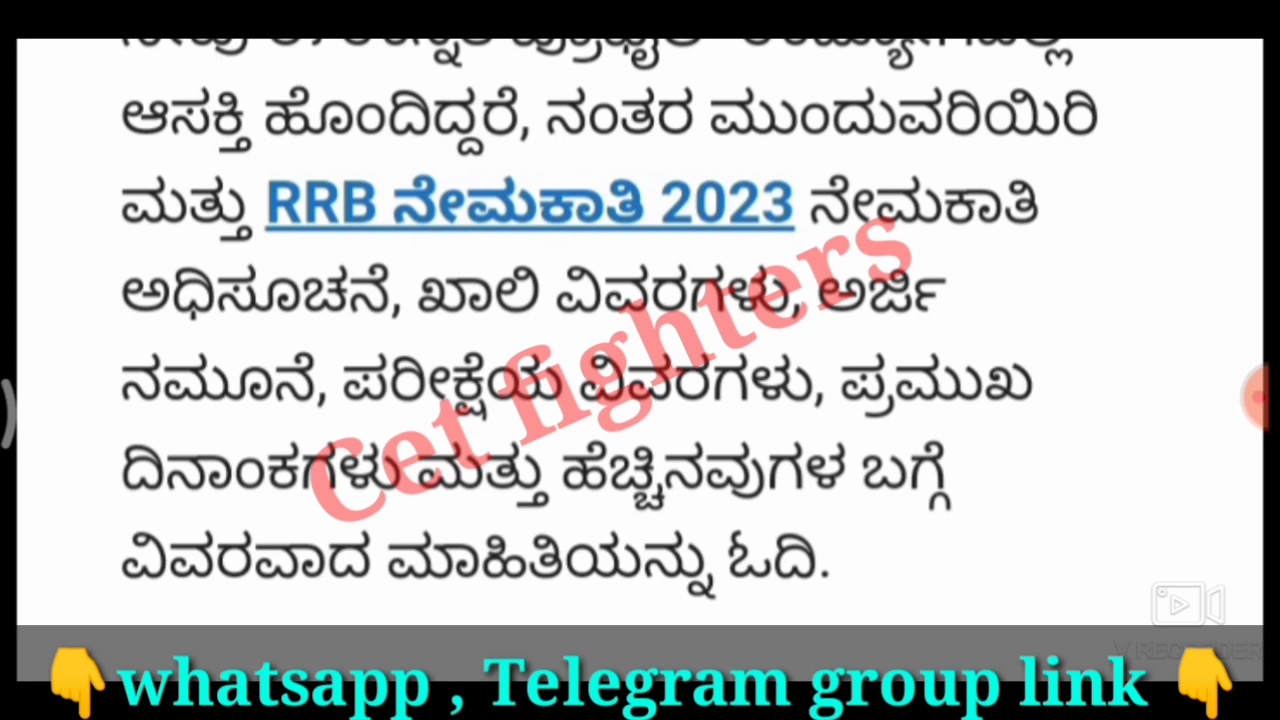 ಆಸಕ್ತಿ ಹೊಂದಿದ್ದರೆ, ನಂತರ ಮುಂದುವರಿಯಿರಿ
ಮತ್ತು RRB ನೇಮಕಾತಿ 2023 ನೇಮಕಾತಿ
ಅಧಿಸೂಚನೆ, ಖಾಲಿ ವಿವರಗಳು, ಅರ್ಜಿ
ನಮೂನೆ, ಪರೀಕ್ಷೆಯ ವಿವರಗಳು, ಪ್ರಮುಖ
ದಿನಾಂಕಗಳು ಮತ್ತು ಹೆಚ್ಚಿನವುಗಳ ಬಗ್ಗೆ
ವಿವರವಾದ ಮಾಹಿತಿಯನ್ನು ಓದಿ.
Cet fighters
V RECORDER
whatsapp , Telegram group link